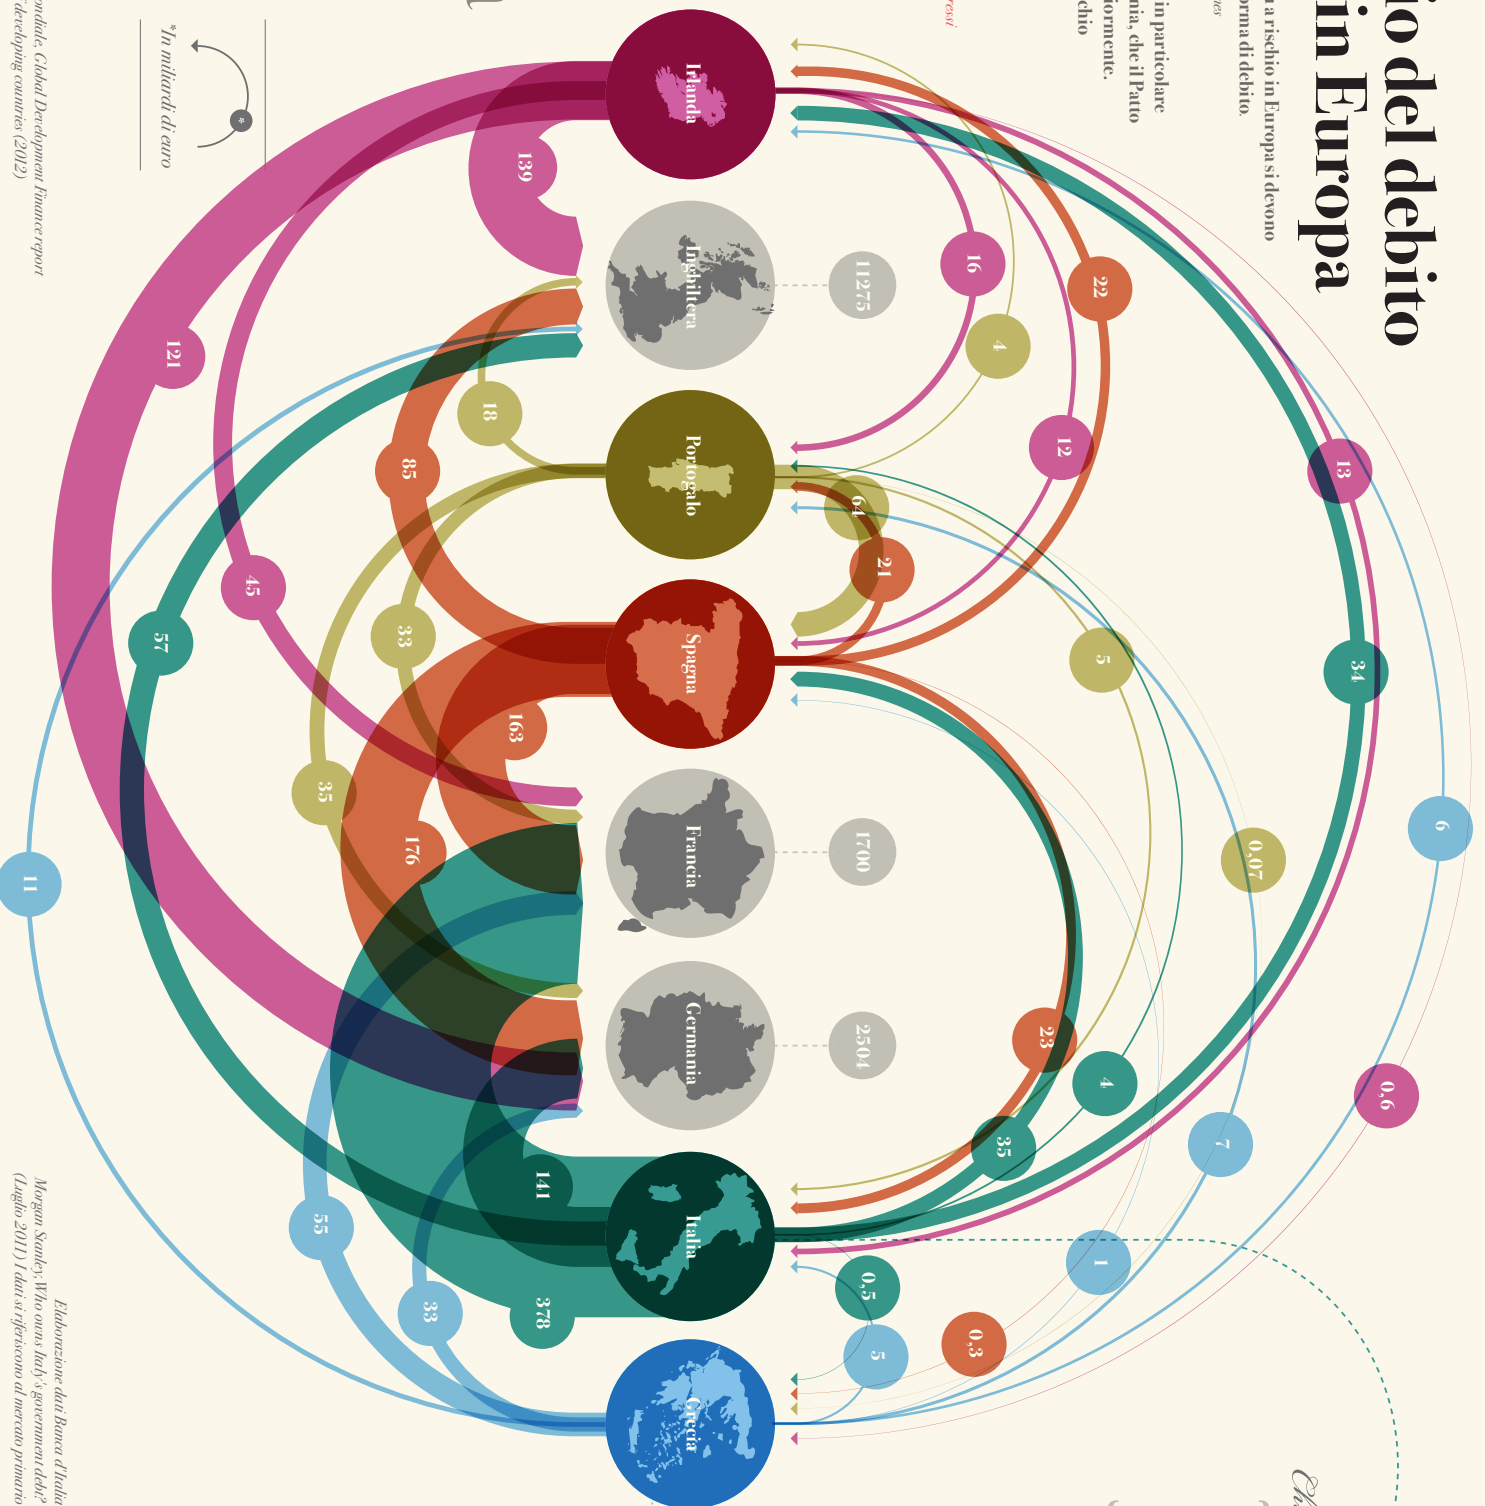 io del debito
in Europa
a rischio in Europa si devono
orma di debito.
nes
in particolare
nia, che il Patto
iormente.
chio
ressi
Irlanda
Inghiltera
Portogalo
Spagna
Francia
Germania
Italia
Grecia
11275
1700
2504
6
13
34
0,6
22
12
5
0,07
7
1
4
16
4
23
35
0,3
64
21
0,5
5
139
163
141
378
18
85
33
176
33
35
55
45
121
57
11
*
*In miliardi di euro
ondiale, Global Development Finance report
developing countries (2012)
Elaborazione dati Banca d'Italia
Morgan Stanley, Who owns Italy's government debt?
(Luglio 2011) I dati si riferiscono al mercato primario